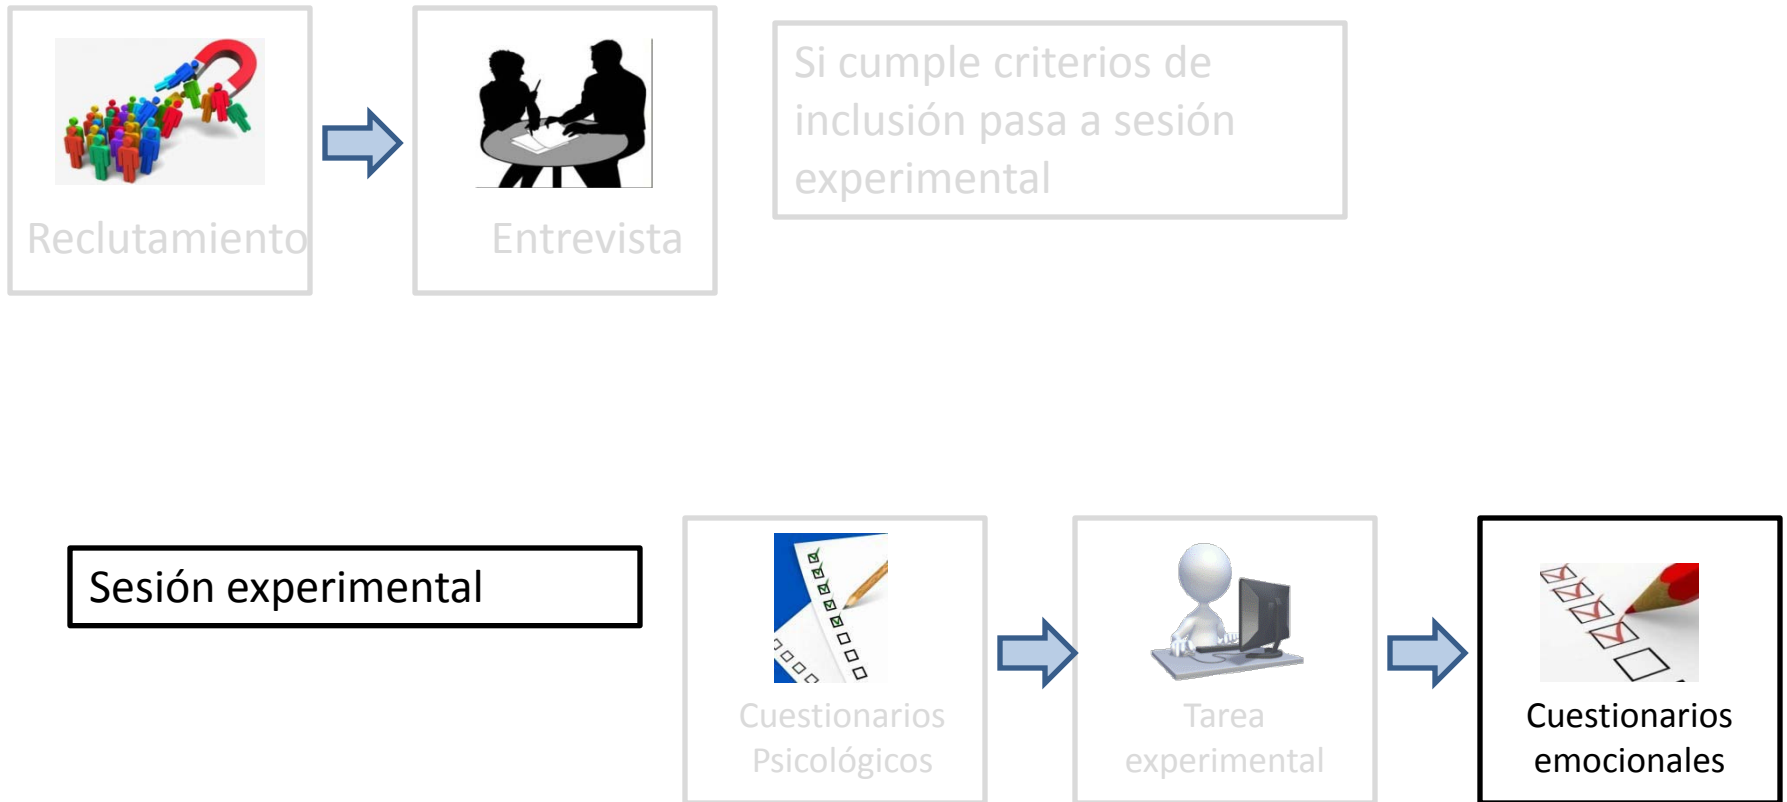 Reclutamiento
Entrevista
Si cumple criterios de
inclusión pasa a sesión
experimental
Sesión experimental
Cuestionarios
Psicológicos
Tarea
experimental
Cuestionarios
emocionales